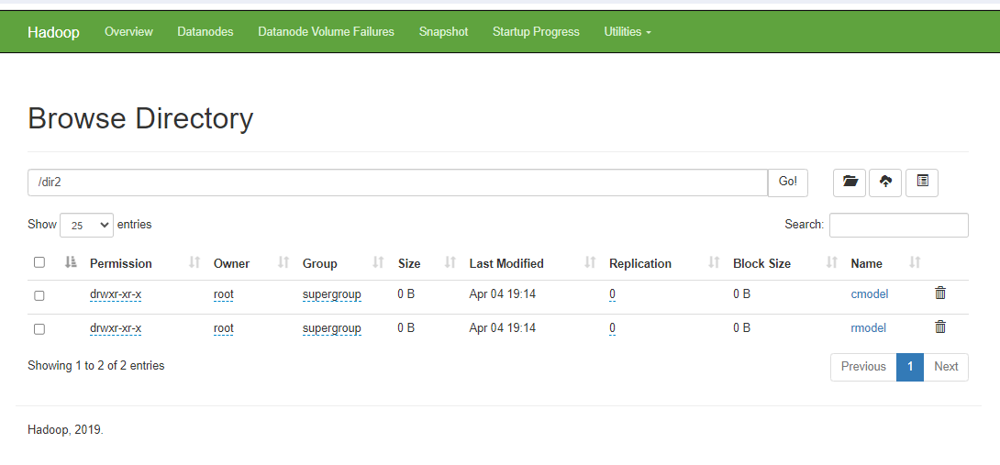 Hadoop Overview Datanodes Datanode Volume Failures Snapshot Startup Progress Utilities
Browse Directory
/dir2 Go!
Show 25 entries Search:
Permission Owner Group Size Last Modified Replication Block Size Name
drwxr-xr-x root supergroup 0 B Apr 04 19:14 0 0 B cmodel
drwxr-xr-x root supergroup 0 B Apr 04 19:14 0 0 B rmodel
Showing 1 to 2 of 2 entries Previous 1 Next
Hadoop, 2019.